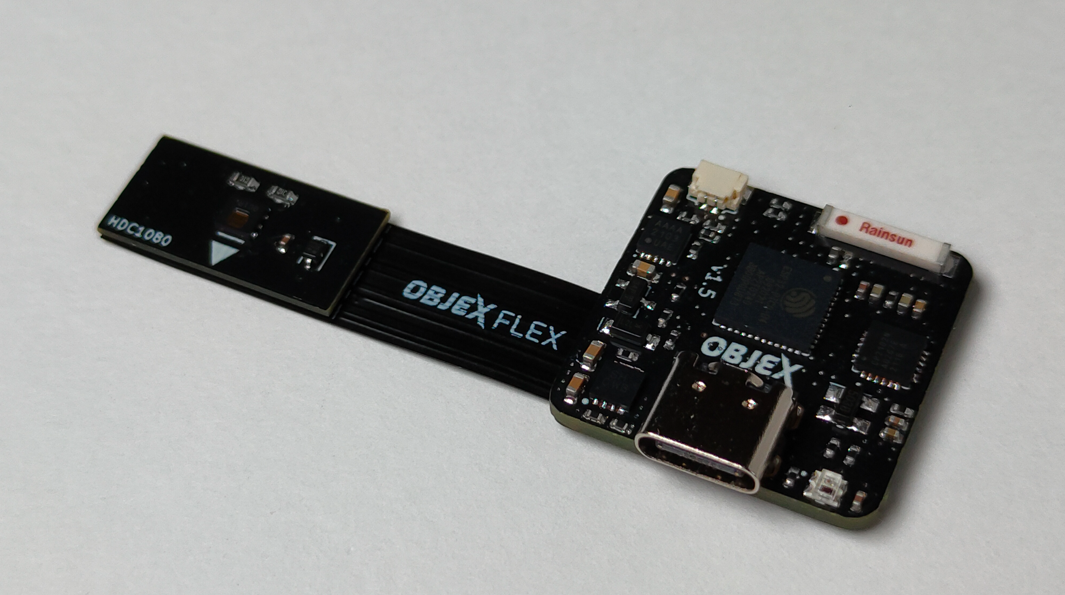 HDC1080
OBJEX FLEX
v1.5
OBJEX
Rainsun